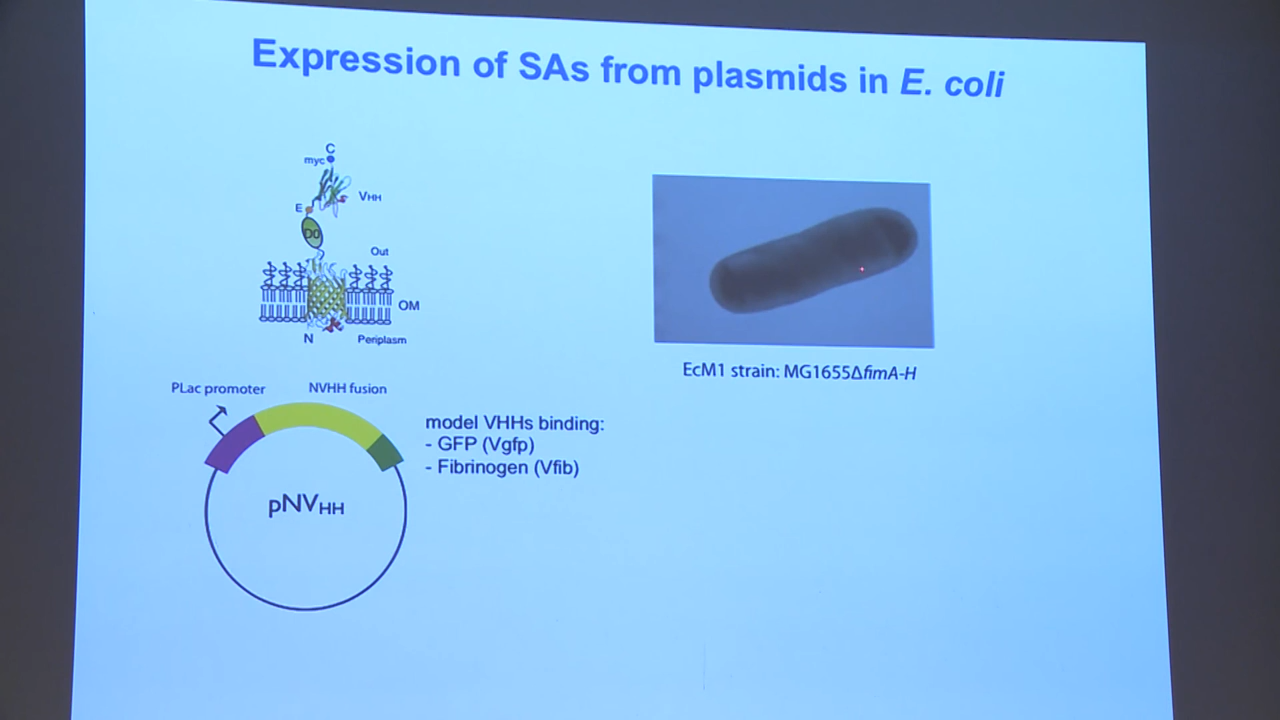 Expression of SAs from plasmids in E. coli
C
myc
VHH
E
D0
Out
OM
N
Periplasm
EcM1 strain: MG1655ΔfimA-H
PLac promoter
NVHH fusion
model VHHs binding:
- GFP (Vgfp)
- Fibrinogen (Vfib)
pNVHH